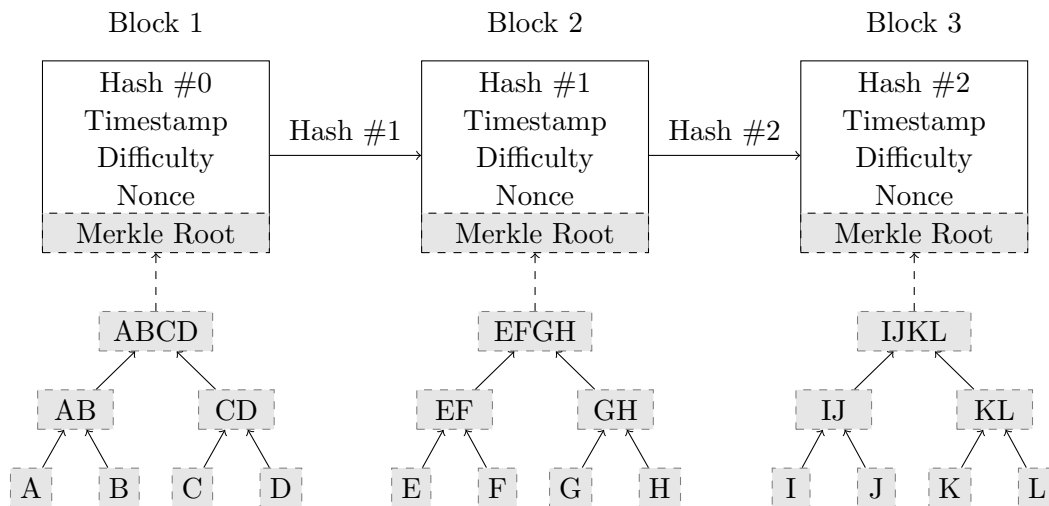 Block 1
Block 2
Block 3
Hash #0
Timestamp
Difficulty
Nonce
Merkle Root
Hash #1
Hash #1
Timestamp
Difficulty
Nonce
Merkle Root
Hash #2
Hash #2
Timestamp
Difficulty
Nonce
Merkle Root
ABCD
EFGH
IJKL
AB
CD
EF
GH
IJ
KL
A
B
C
D
E
F
G
H
I
J
K
L